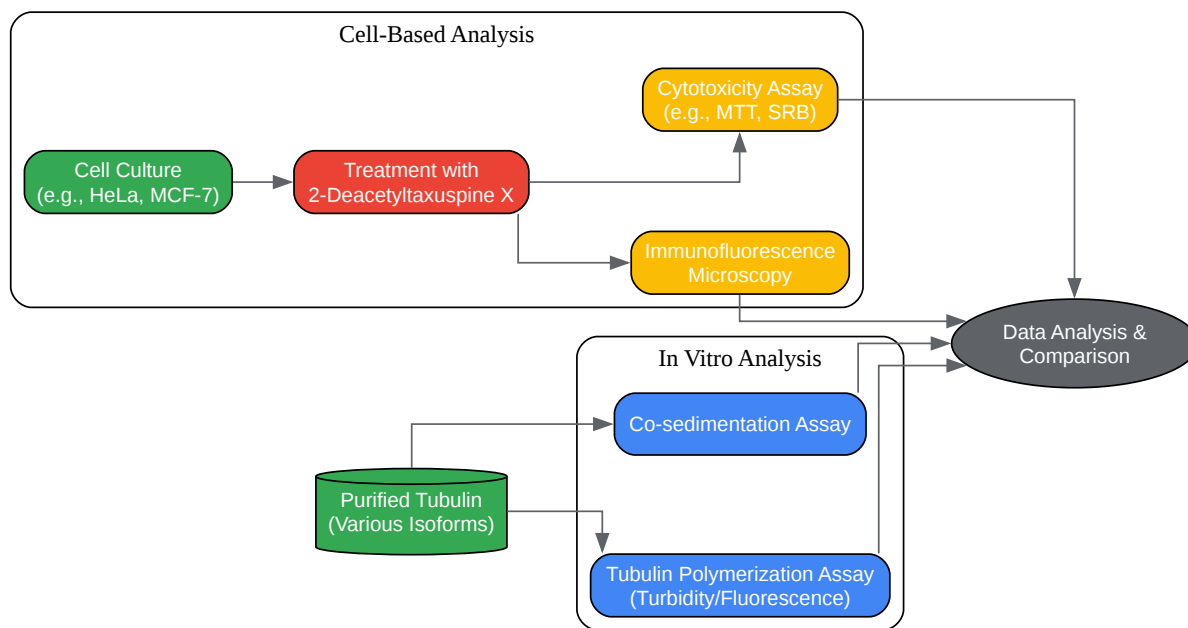 Cell-Based Analysis
Cytotoxicity Assay
(e.g., MTT, SRB)
Cell Culture
(e.g., HeLa, MCF-7)
Treatment with
2-Deacetyltaxuspine X
Immunofluorescence
Microscopy
Data Analysis &
Comparison
In Vitro Analysis
Co-sedimentation Assay
Purified Tubulin
(Various Isoforms)
Tubulin Polymerization Assay
(Turbidity/Fluorescence)